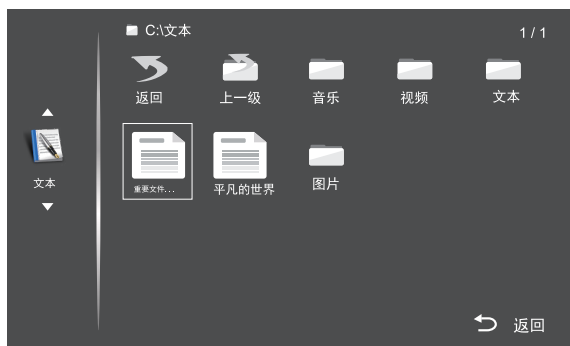 C:\文本
1 / 1
返回
上一级
音乐
视频
文本
文本
重要文件...
平凡的世界
图片
返回